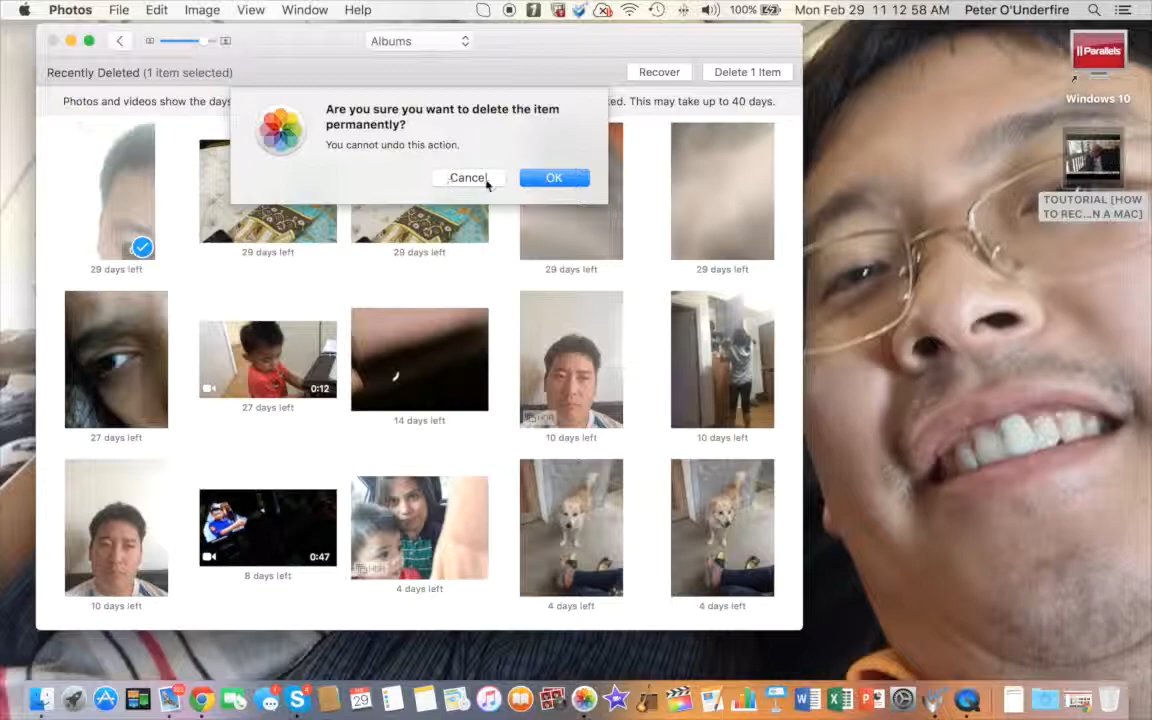 Photos File Edit Image View Window Help 100% Mon Feb 29 11 12 58 AM Peter O'Underfire
Albums
Recently Deleted (1 item selected) Recover Delete 1 Item
Photos and videos show the days ed. This may take up to 40 days.
Are you sure you want to delete the item
permanently?
You cannot undo this action.
Cancel OK
Parallels
Windows 10
TOUTORIAL [HOW
TO REC...N A MAC]
29 days left 29 days left 29 days left 29 days left 29 days left
0:12
27 days left 27 days left 14 days left 10 days left 10 days left
HDR
0:47
10 days left 8 days left 4 days left 4 days left 4 days left
HDR
29